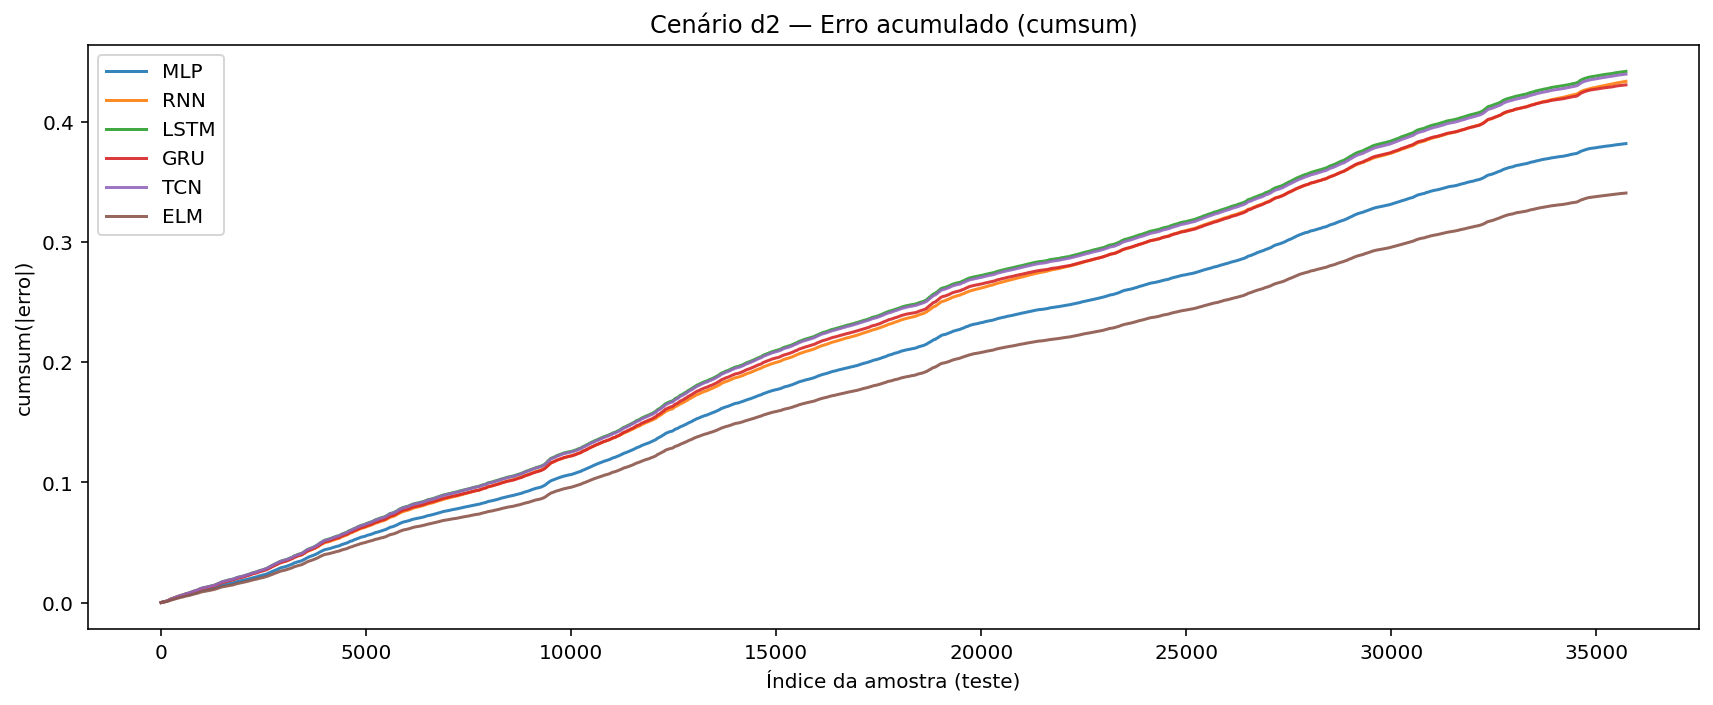 Cenário d2 — Erro acumulado (cumsum)
MLP
RNN
LSTM
GRU
TCN
ELM
cumsum(|erro|)
0.4
0.3
0.2
0.1
0.0
0 5000 10000 15000 20000 25000 30000 35000
Índice da amostra (teste)